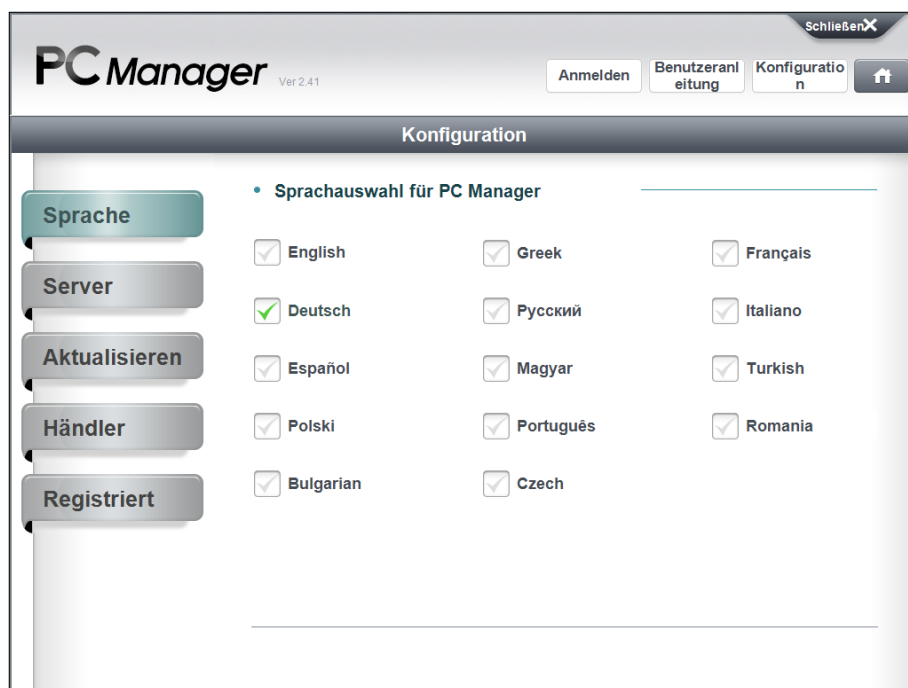 Schließen
PC Manager Ver 2.41
Anmelden
Benutzeranl
eitung
Konfiguratio
n
Konfiguration
Sprachauswahl für PC Manager
Sprache
Server
Aktualisieren
Händler
Registriert
English Greek Français
Deutsch Русский Italiano
Español Magyar Turkish
Polski Português Romania
Bulgarian Czech